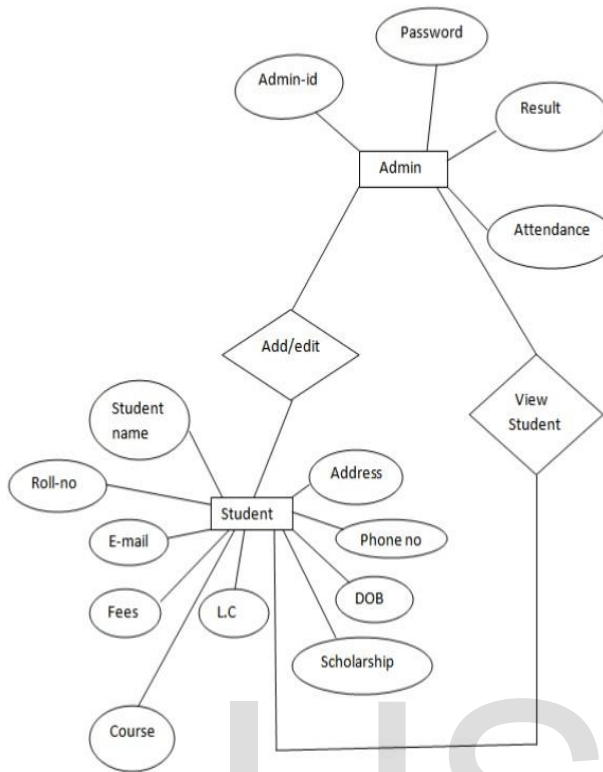 Password
Admin-id
Result
Admin
Attendance
Add/edit
View
Student
Student
name
Address
Roll-no
Student
E-mail
Phone no
DOB
Fees
L.C
Scholarship
Course